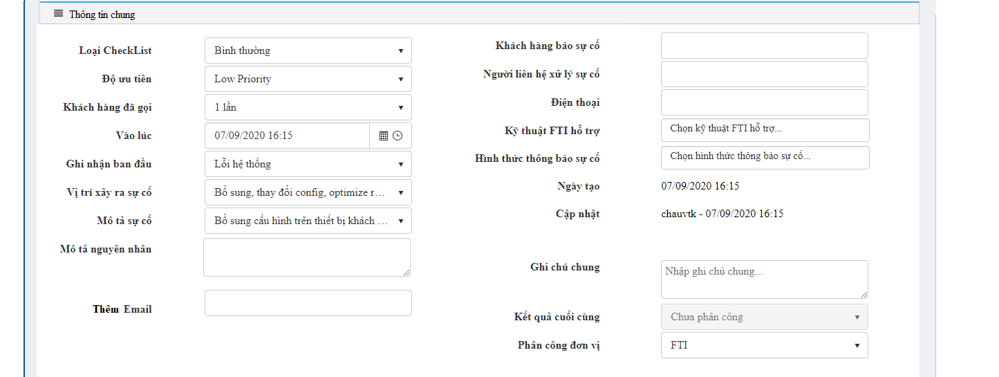 Thông tin chung
Loại CheckList
Bình thường
Độ ưu tiên
Low Priority
Khách hàng đã gọi
1 lần
Vào lúc
07/09/2020 16:15
Ghi nhận ban đầu
Lỗi hệ thống
Vị trí xảy ra sự cố
Bổ sung, thay đổi config, optimize r…
Mô tả sự cố
Bổ sung cấu hình trên thiết bị khách …
Mô tả nguyên nhân
Thêm Email
Khách hàng báo sự cố
Người liên hệ xử lý sự cố
Điện thoại
Kỹ thuật FTI hỗ trợ
Chọn kỹ thuật FTI hỗ trợ...
Hình thức thông báo sự cố
Chọn hình thức thông báo sự cố...
Ngày tạo
07/09/2020 16:15
Cập nhật
chauvtk - 07/09/2020 16:15
Ghi chú chung
Nhập ghi chú chung...
Kết quả cuối cùng
Chưa phân công
Phân công đơn vị
FTI